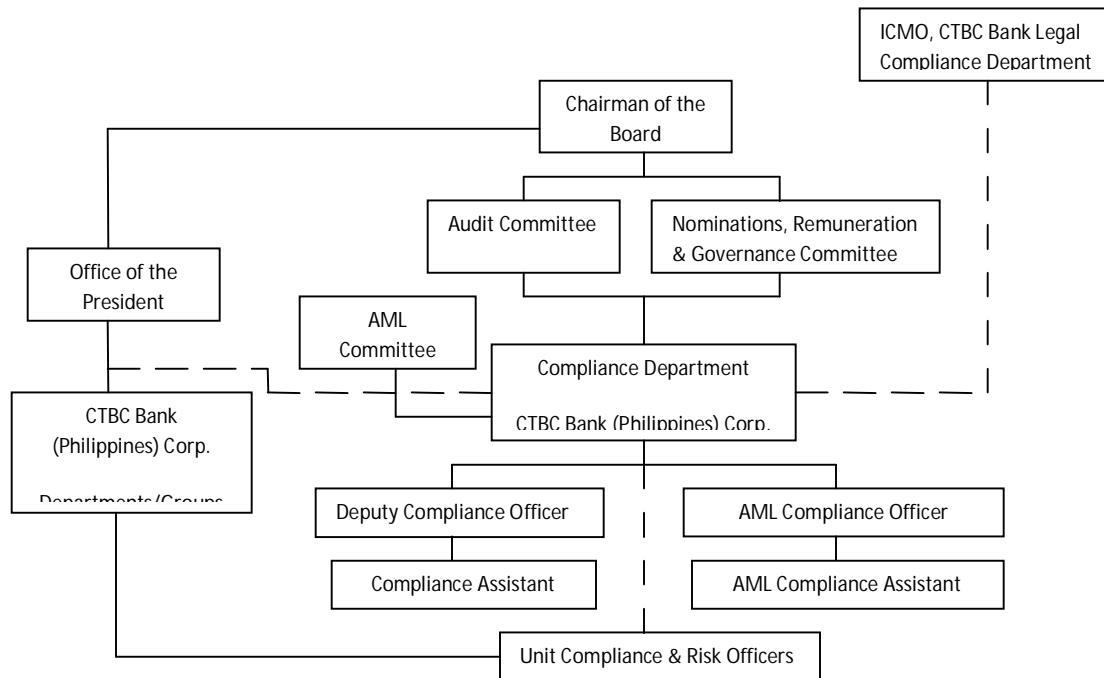 ICMO, CTBC Bank Legal
Compliance Department
Chairman of the
Board
Audit Committee
Nominations, Remuneration
& Governance Committee
Office of the
President
AML
Committee
Compliance Department
CTBC Bank (Philippines) Corp.
CTBC Bank
(Philippines) Corp.
Departments/Groups
Deputy Compliance Officer
AML Compliance Officer
Compliance Assistant
AML Compliance Assistant
Unit Compliance & Risk Officers